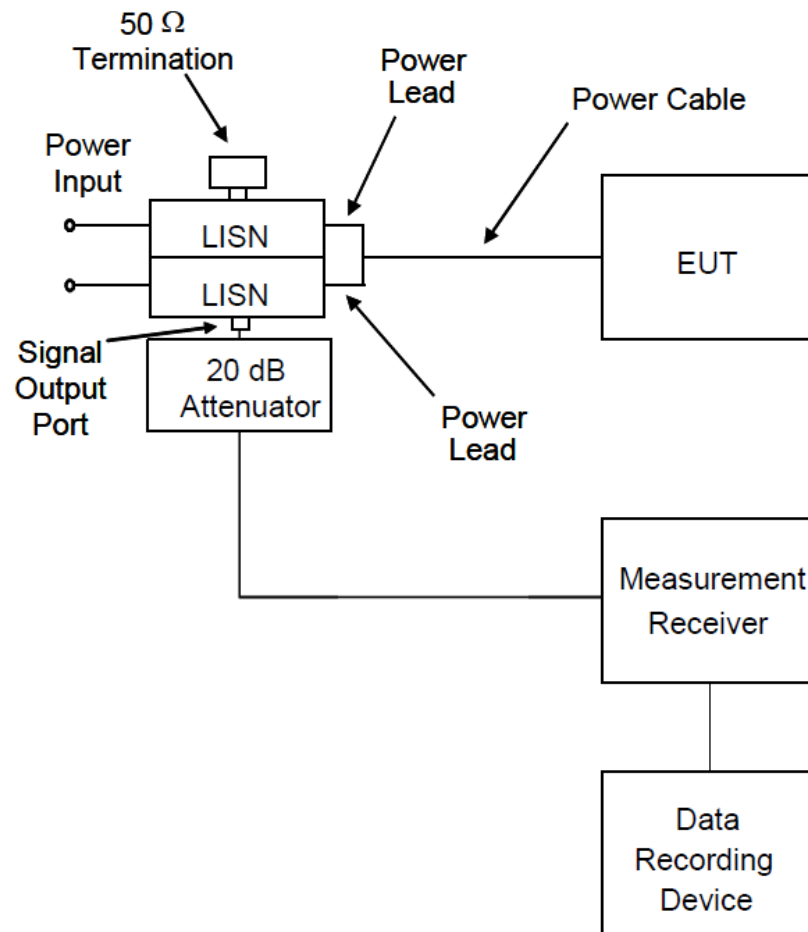 50 Ω
Termination
Power
Lead
Power Cable
Power
Input
LISN
EUT
LISN
Signal
Output
Port
20 dB
Attenuator
Power
Lead
Measurement
Receiver
Data
Recording
Device